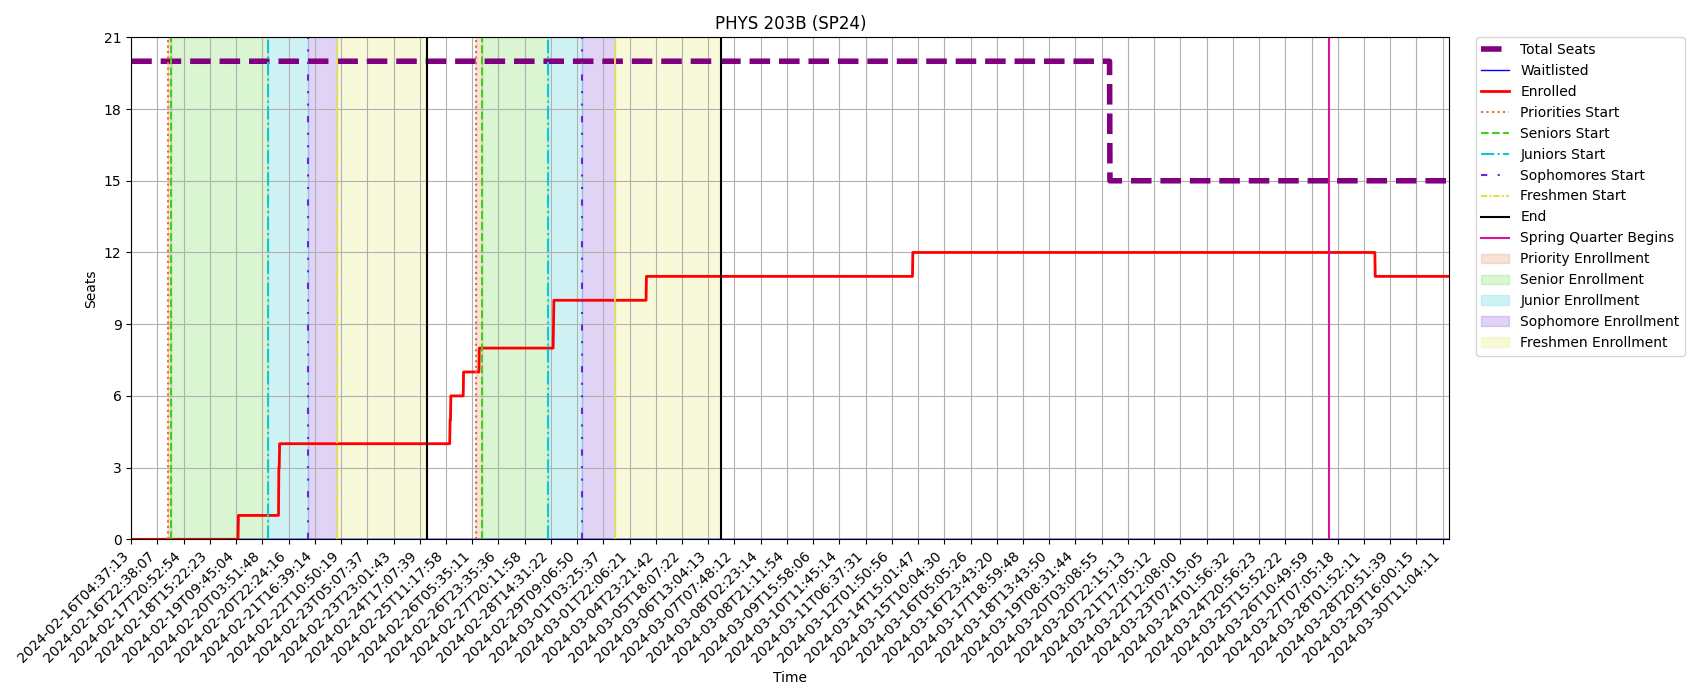 PHYS 203B (SP24)
Seats
21
18
15
12
9
6
3
0
2024-02-16T04:37:13
2024-02-16T22:38:07
2024-02-17T20:52:54
2024-02-18T15:22:23
2024-02-19T09:45:04
2024-02-20T03:51:48
2024-02-20T22:24:16
2024-02-21T16:39:14
2024-02-22T10:50:19
2024-02-23T05:07:37
2024-02-23T23:01:43
2024-02-24T17:07:39
2024-02-25T11:17:58
2024-02-26T05:35:11
2024-02-26T23:35:36
2024-02-27T20:11:58
2024-02-28T14:31:22
2024-02-29T09:06:50
2024-03-01T03:25:37
2024-03-01T22:06:21
2024-03-04T23:21:42
2024-03-05T18:07:22
2024-03-06T13:04:13
2024-03-07T07:48:12
2024-03-08T02:23:14
2024-03-08T21:11:54
2024-03-09T15:58:06
2024-03-10T11:45:14
2024-03-11T06:37:31
2024-03-12T01:50:56
2024-03-14T15:01:47
2024-03-15T10:04:30
2024-03-16T05:05:26
2024-03-16T23:43:20
2024-03-17T18:59:48
2024-03-18T13:43:50
2024-03-19T08:31:44
2024-03-20T03:08:55
2024-03-20T22:15:13
2024-03-21T17:05:12
2024-03-22T12:08:00
2024-03-23T07:15:05
2024-03-24T01:56:32
2024-03-24T20:56:23
2024-03-25T15:52:22
2024-03-26T10:49:59
2024-03-27T07:05:18
2024-03-28T01:52:11
2024-03-28T20:51:39
2024-03-29T16:00:15
2024-03-30T11:04:11
Time
Total Seats
Waitlisted
Enrolled
Priorities Start
Seniors Start
Juniors Start
Sophomores Start
Freshmen Start
End
Spring Quarter Begins
Priority Enrollment
Senior Enrollment
Junior Enrollment
Sophomore Enrollment
Freshmen Enrollment